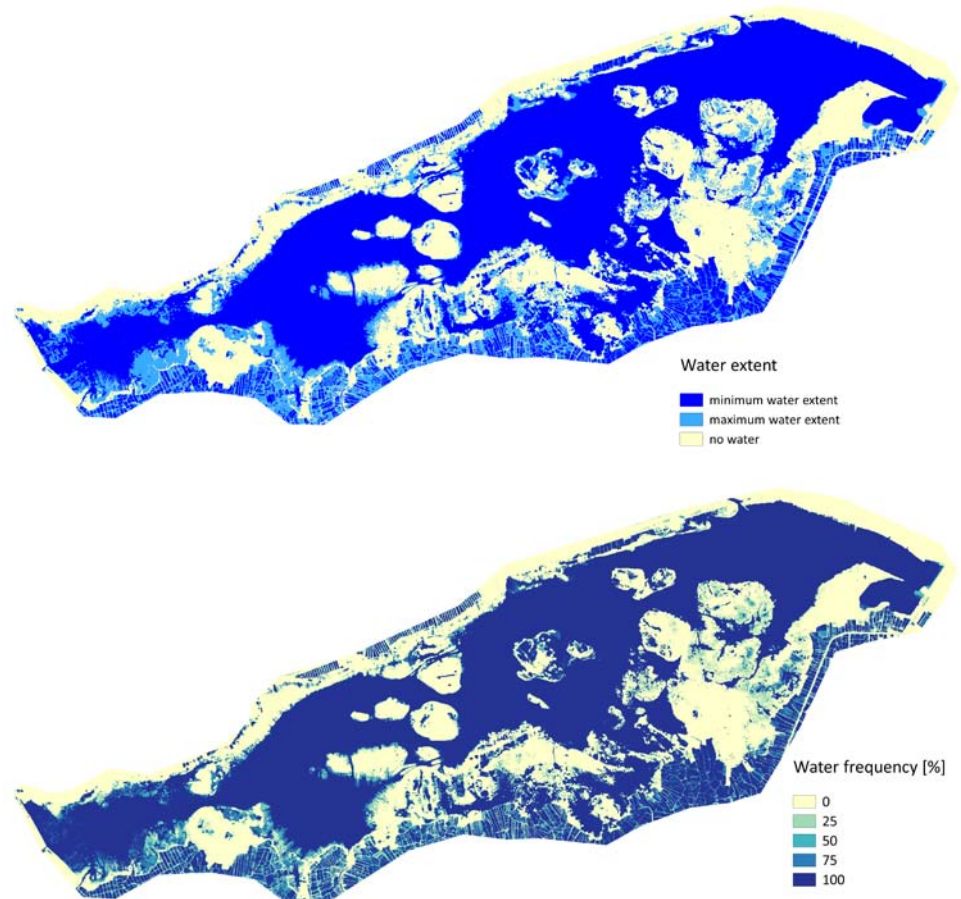 Water extent
minimum water extent
maximum water extent
no water
Water frequency [%]
0
25
50
75
100